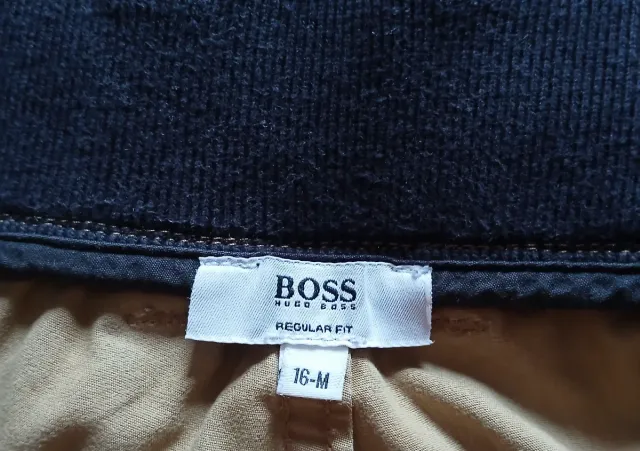 BOSS
HUGO BOSS
REGULAR FIT
16-M